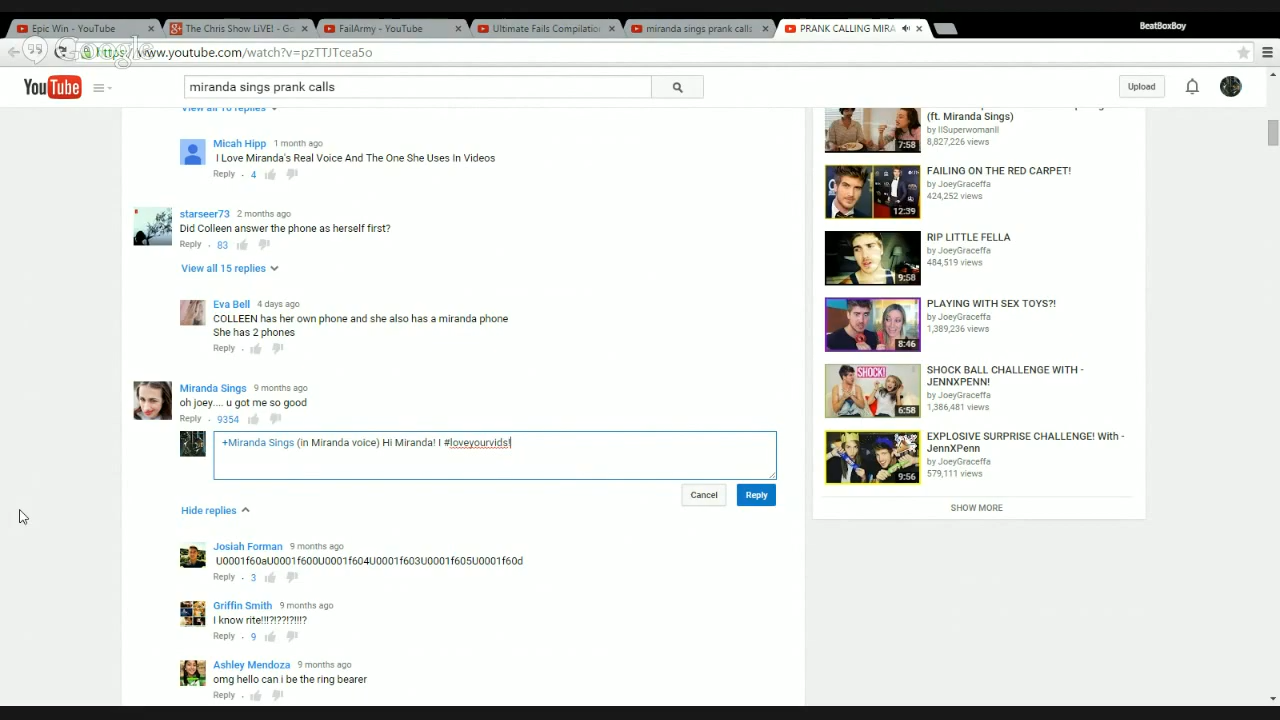 Epic Win - YouTube
The Chris Show LiVE! - Go
FailArmy - YouTube
Ultimate Fails Compilation
miranda sings prank calls
PRANK CALLING MIRA
BeatBoxBoy
Google
https://www.youtube.com/watch?v=pzTTJTcea5o
YouTube
miranda sings prank calls
Upload
View all 10 replies
Micah Hipp 1 month ago
I Love Miranda's Real Voice And The One She Uses In Videos
Reply · 4
starseer73 2 months ago
Did Colleen answer the phone as herself first?
Reply · 83
View all 15 replies
Eva Bell 4 days ago
COLLEEN has her own phone and she also has a miranda phone
She has 2 phones
Reply ·
Miranda Sings 9 months ago
oh joey.... u got me so good
Reply · 9354
+Miranda Sings (in Miranda voice) Hi Miranda! I #loveyourvids!
Cancel
Reply
Hide replies
Josiah Forman 9 months ago
U0001f60aU0001f600U0001f604U0001f603U0001f605U0001f60d
Reply · 3
Griffin Smith 9 months ago
I know rite!!!?!??!?!!!?
Reply · 9
Ashley Mendoza 9 months ago
omg hello can i be the ring bearer
Reply ·
(ft. Miranda Sings)
by IISuperwomanII
8,827,226 views
7:58
FAILING ON THE RED CARPET!
by JoeyGraceffa
424,252 views
12:39
RIP LITTLE FELLA
by JoeyGraceffa
484,519 views
9:58
PLAYING WITH SEX TOYS?!
by JoeyGraceffa
1,389,236 views
8:46
SHOCK BALL CHALLENGE WITH -
JENNXPENN!
by JoeyGraceffa
1,386,481 views
SHOCK!
6:58
EXPLOSIVE SURPRISE CHALLENGE! With -
JennXPenn
by JoeyGraceffa
579,111 views
9:56
SHOW MORE